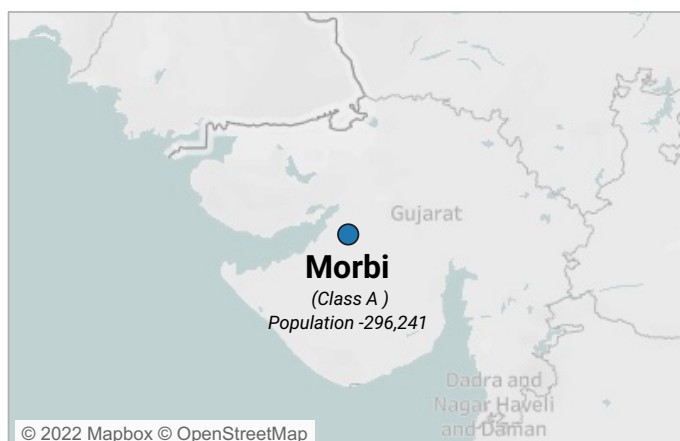 Gujarat
Morbi
(Class A )
Population -296,241
Dadra and
Nagar Haveli
and Daman
© 2022 Mapbox © OpenStreetMap